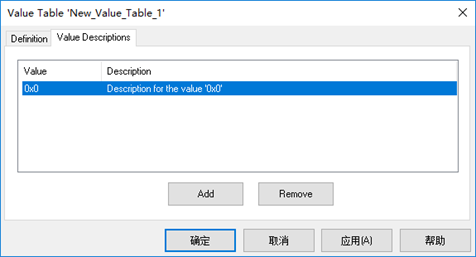 Value Table 'New_Value_Table_1'
Definition Value Descriptions
Value Description
0x0 Description for the value '0x0'
Add Remove
确定 取消 应用(A) 帮助